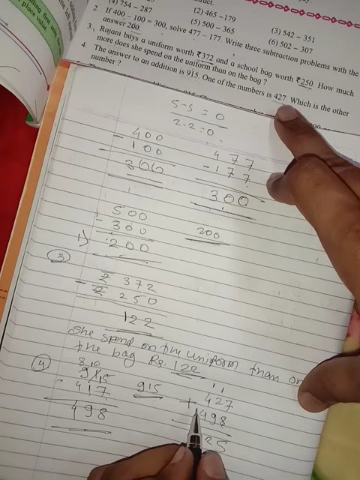 (4) 754 - 287 (2) 465 - 179 (3) 542 - 351
(5) 500 - 365 (6) 502 - 307
2. If 400 - 100 = 300, solve 477 - 177. Write three subtraction problems with the
answer 200
3. Rajani buys a uniform worth ₹372 and a school bag worth ₹250. How much
more does she spend on the uniform than on the bag ?
4. The answer to an addition is 915. One of the numbers is 427. Which is the other
number ?
5-5 = 0
2-2=0
- 400
100
300
477
- 177
300
1) 500
- 300
200
200
(3)
- 372
250
122
She spend on the uniform than on
the bag Rs. 122
(4)
915
- 417
498
915
427
+ 498
25